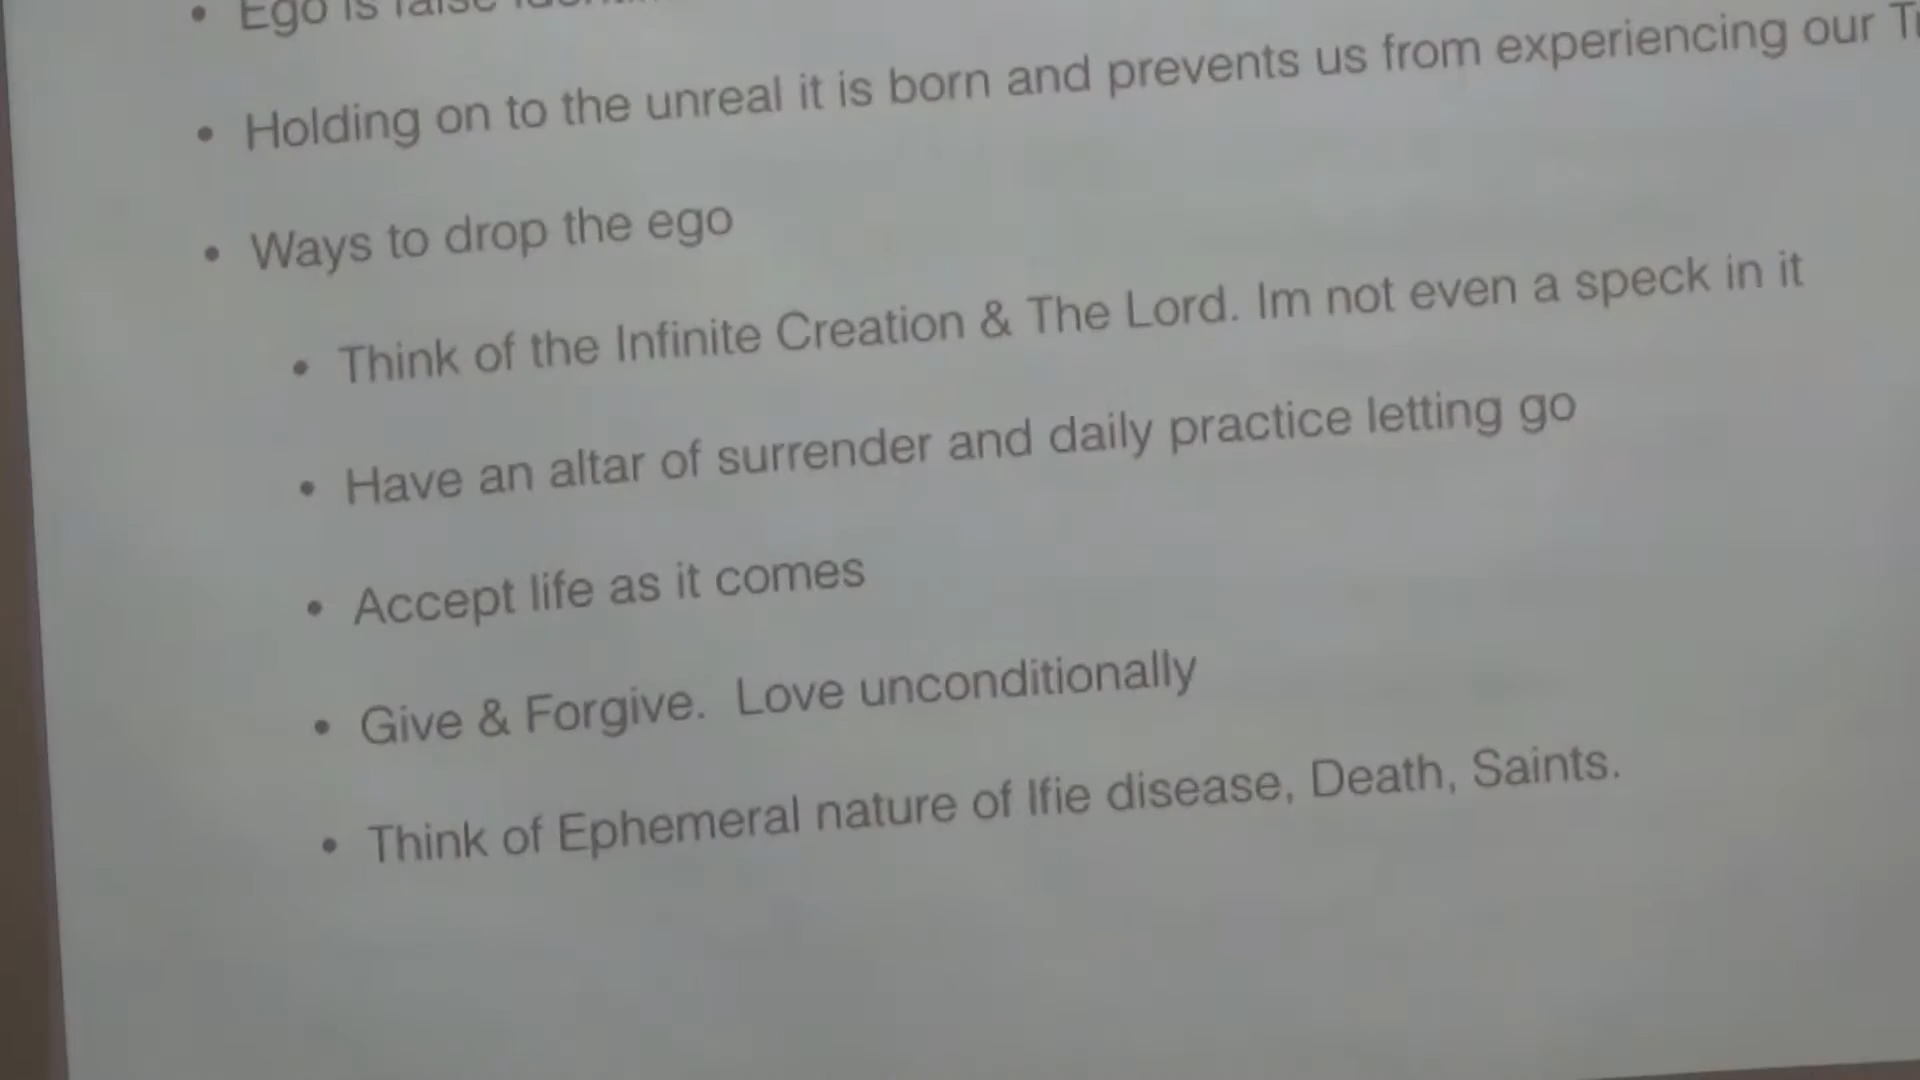 • Ego is false
• Holding on to the unreal it is born and prevents us from experiencing our
• Ways to drop the ego
• Think of the Infinite Creation & The Lord. Im not even a speck in it
• Have an altar of surrender and daily practice letting go
• Accept life as it comes
• Give & Forgive. Love unconditionally
• Think of Ephemeral nature of lfie disease, Death, Saints.